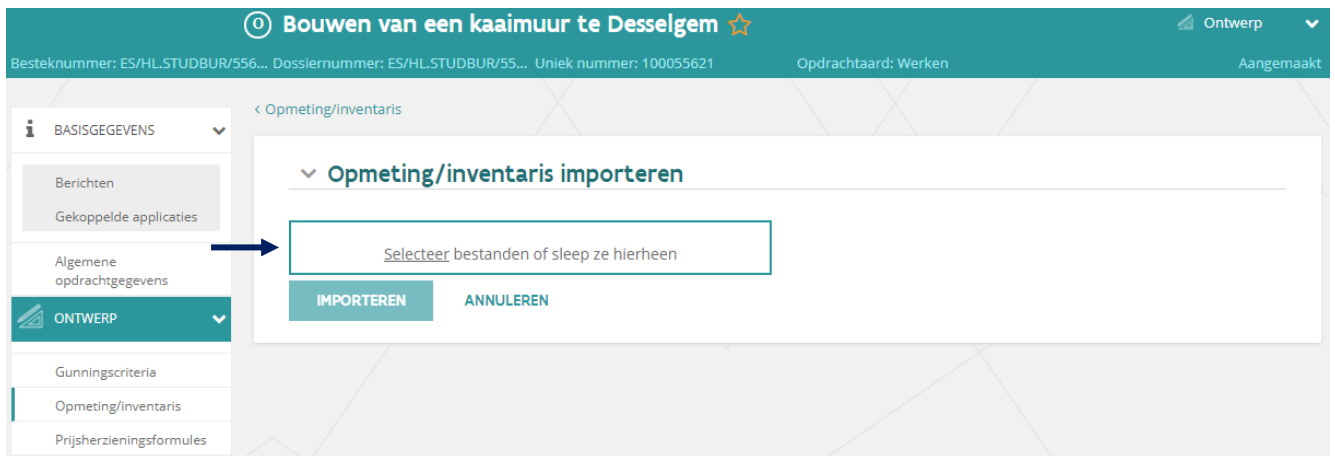 O Bouwen van een kaaimuur te Desselgem
Ontwerp
Besteknummer: ES/HL.STUDBUR/556... Dossiernummer: ES/HL.STUDBUR/55... Uniek nummer: 100055621 Opdrachtaard: Werken Aangemaakt
< Opmeting/inventaris
BASISGEGEVENS
Berichten
Gekoppelde applicaties
Algemene
opdrachtgegevens
ONTWERP
Gunningscriteria
Opmeting/inventaris
Prijsherzieningsformules
Opmeting/inventaris importeren
Selecteer bestanden of sleep ze hierheen
IMPORTEREN ANNULEREN